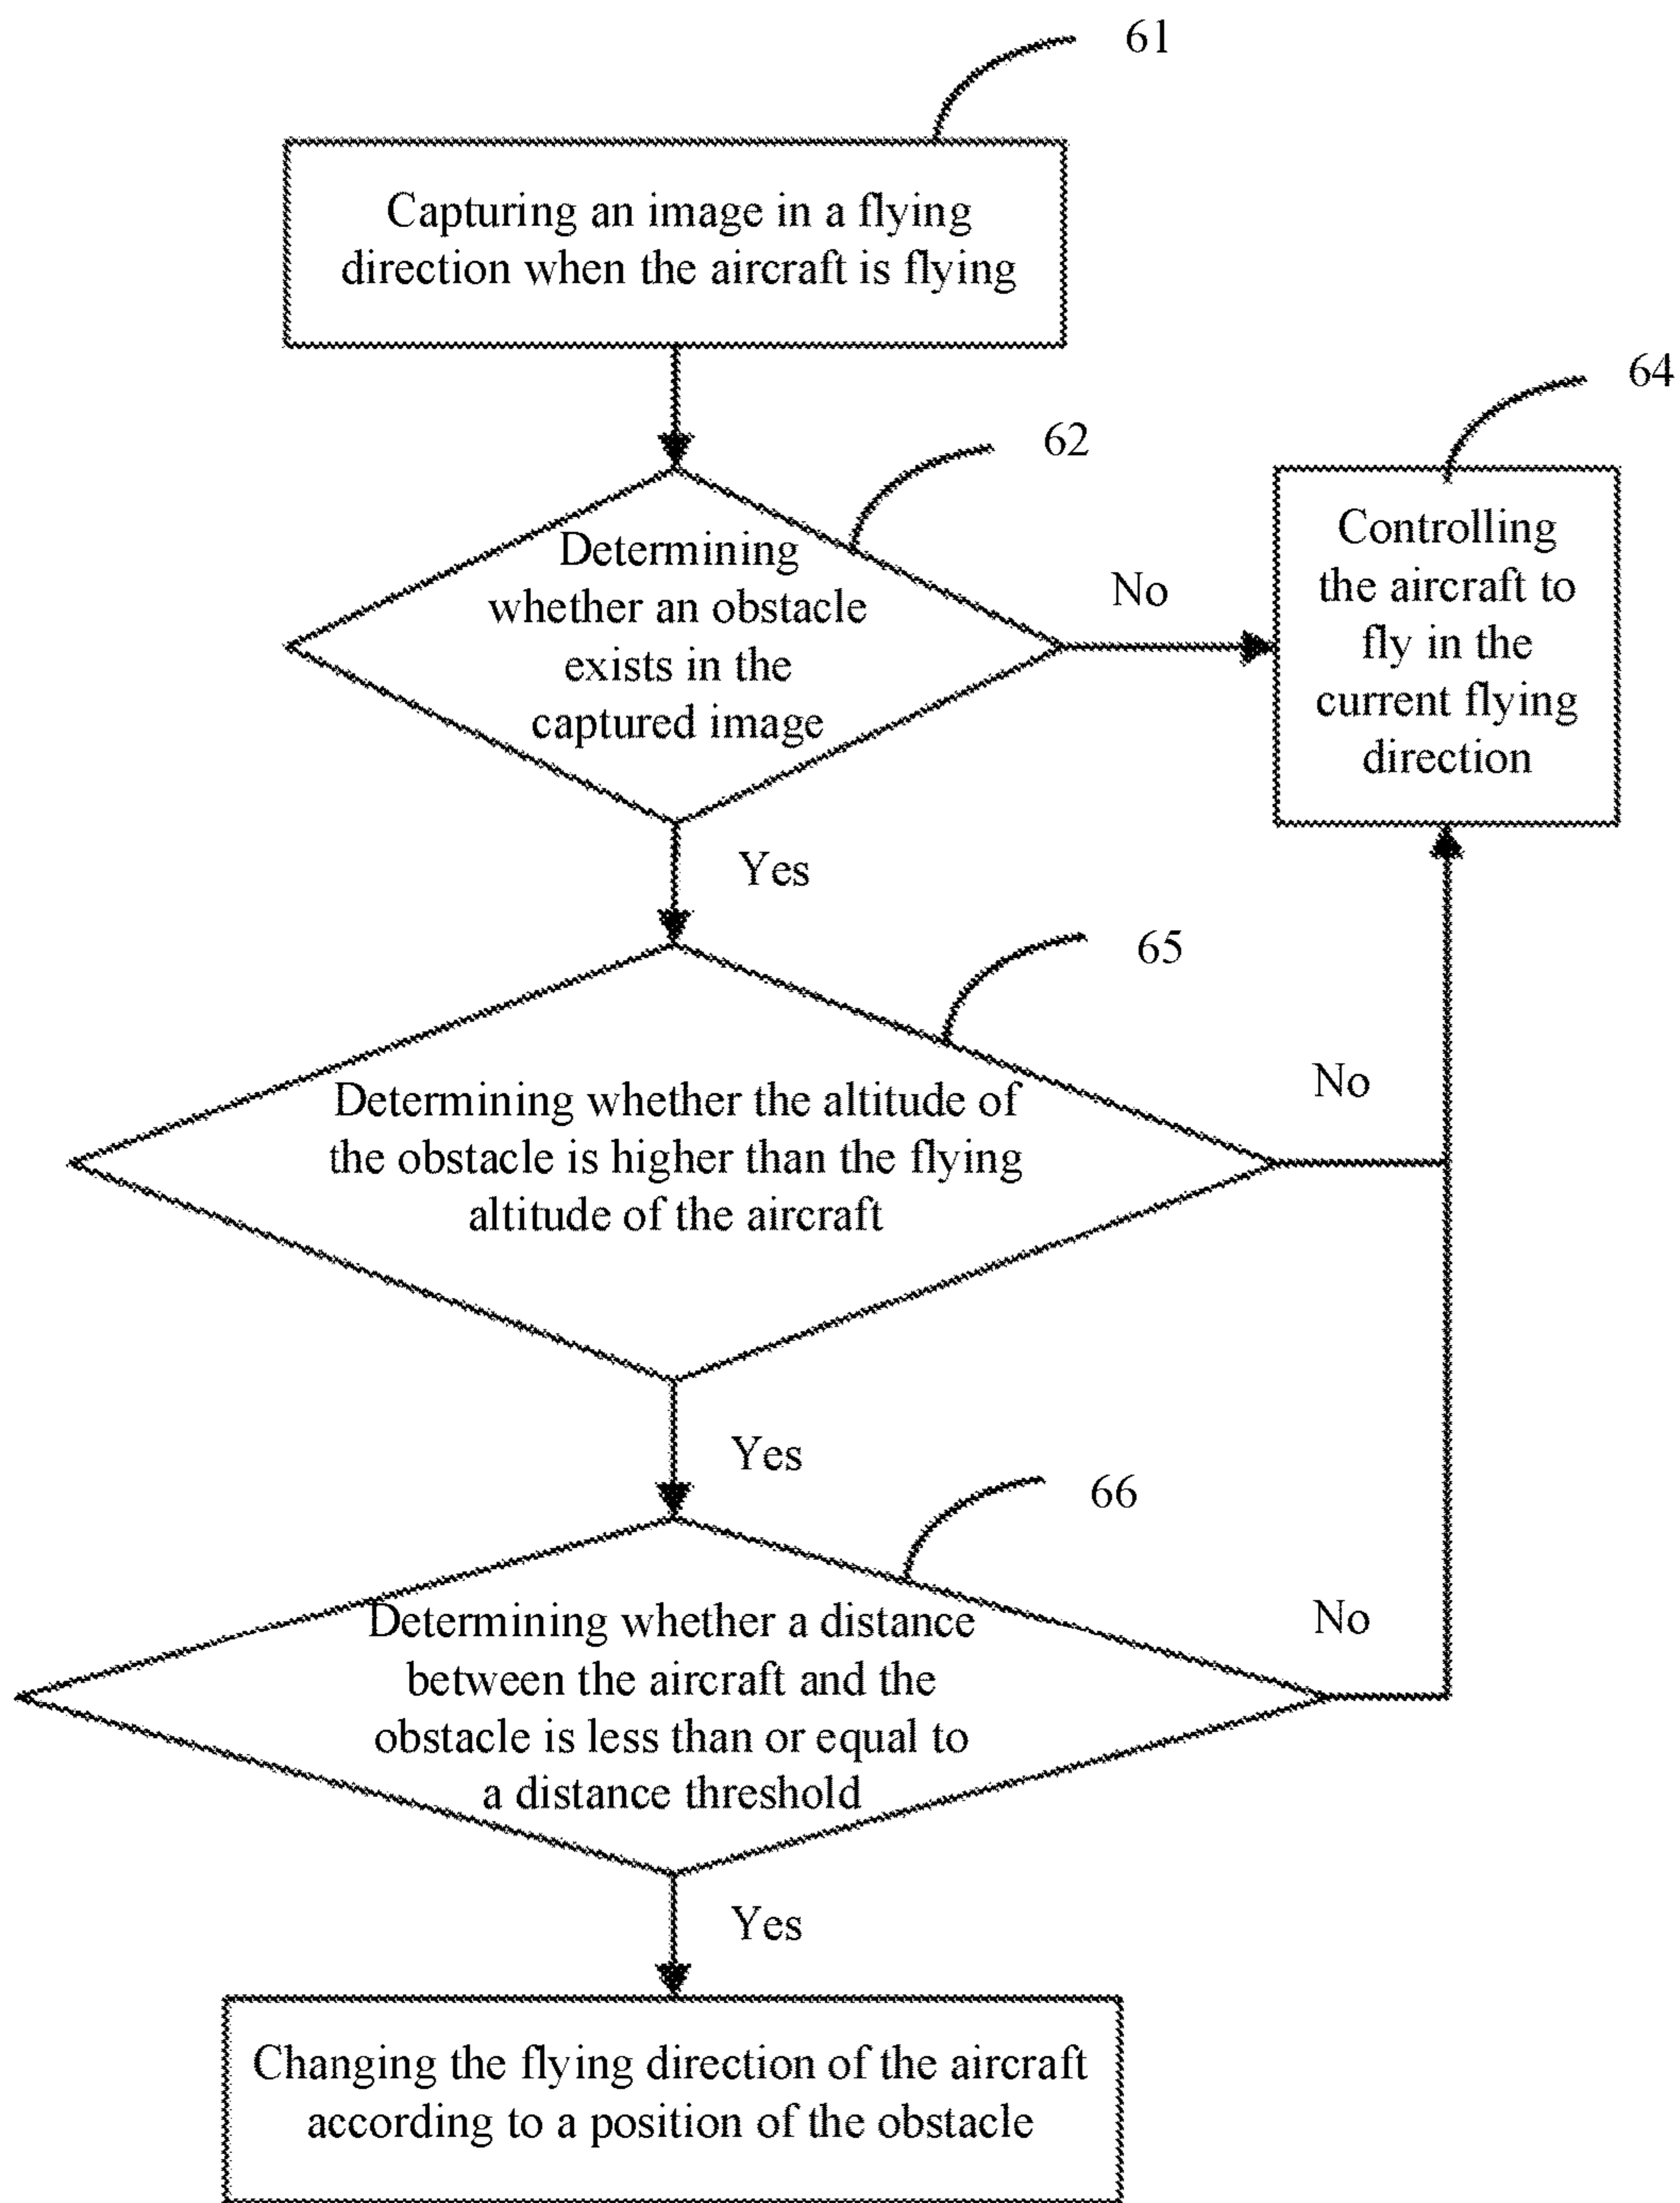 61
Capturing an image in a flying
direction when the aircraft is flying
64
62
Determining
whether an obstacle
exists in the
captured image
No
Controlling
the aircraft to
fly in the
current flying
direction
Yes
65
Determining whether the altitude of
the obstacle is higher than the flying
altitude of the aircraft
No
Yes
66
Determining whether a distance
between the aircraft and the
obstacle is less than or equal to
a distance threshold
No
Yes
Changing the flying direction of the aircraft
according to a position of the obstacle